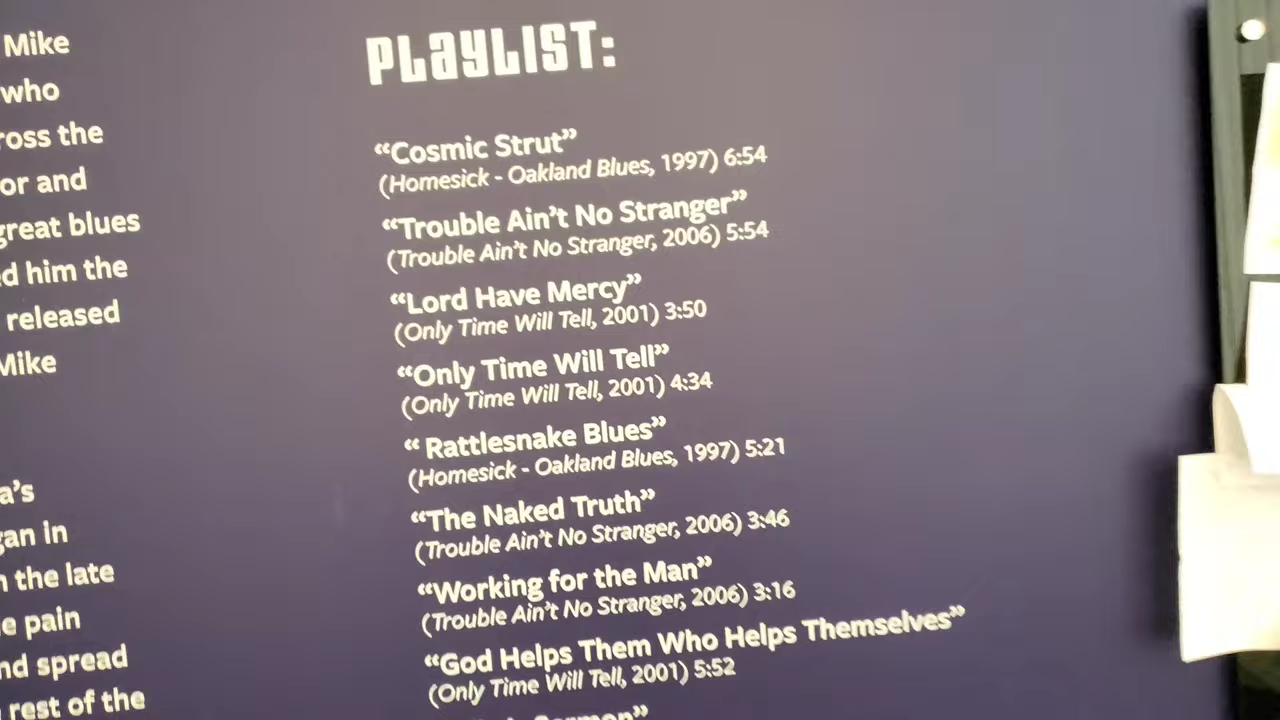 Mike
who
ross the
or and
great blues
d him the
released
Mike
a's
gan in
the late
e pain
nd spread
rest of the
PLAYLIST:
“Cosmic Strut”
(Homesick - Oakland Blues, 1997) 6:54
“Trouble Ain’t No Stranger”
(Trouble Ain’t No Stranger, 2006) 5:54
“Lord Have Mercy”
(Only Time Will Tell, 2001) 3:50
“Only Time Will Tell”
(Only Time Will Tell, 2001) 4:34
“ Rattlesnake Blues”
(Homesick - Oakland Blues, 1997) 5:21
“The Naked Truth”
(Trouble Ain’t No Stranger, 2006) 3:46
“Working for the Man”
(Trouble Ain’t No Stranger, 2006) 3:16
“God Helps Them Who Helps Themselves”
(Only Time Will Tell, 2001) 5:52